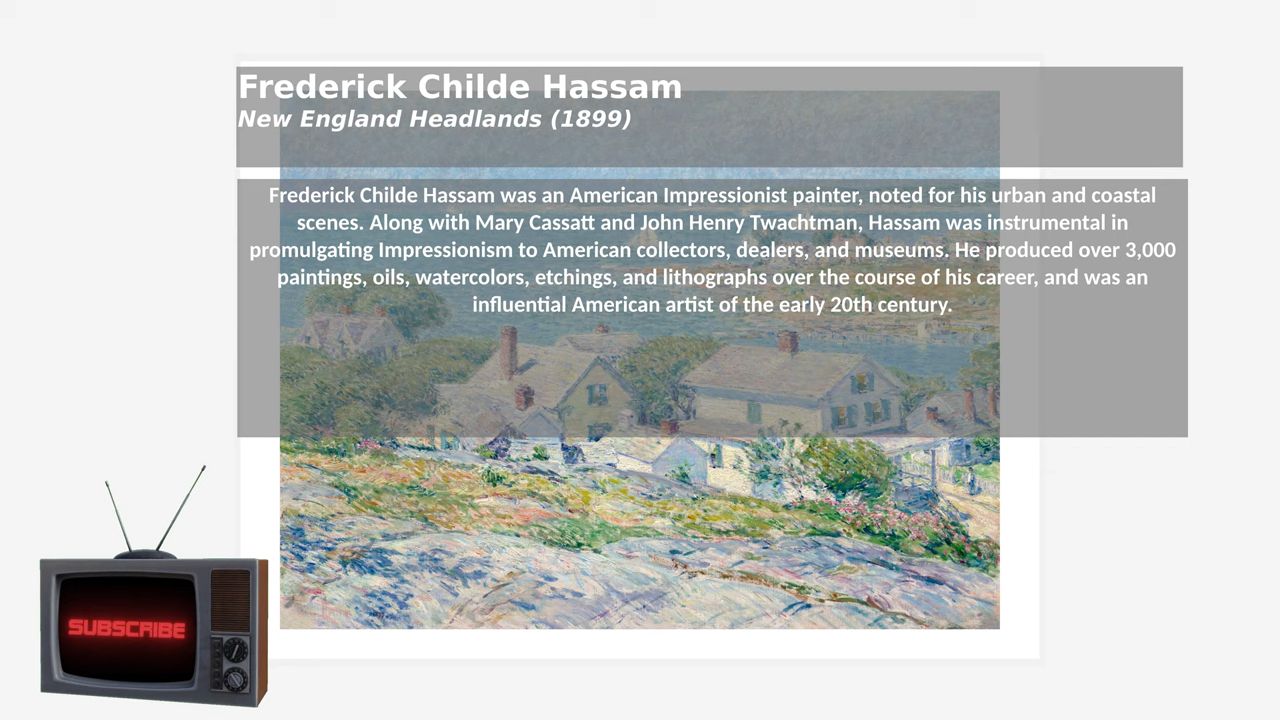 Frederick Childe Hassam
New England Headlands (1899)
Frederick Childe Hassam was an American Impressionist painter, noted for his urban and coastal
scenes. Along with Mary Cassatt and John Henry Twachtman, Hassam was instrumental in
promulgating Impressionism to American collectors, dealers, and museums. He produced over 3,000
paintings, oils, watercolors, etchings, and lithographs over the course of his career, and was an
influential American artist of the early 20th century.
SUBSCRIBE